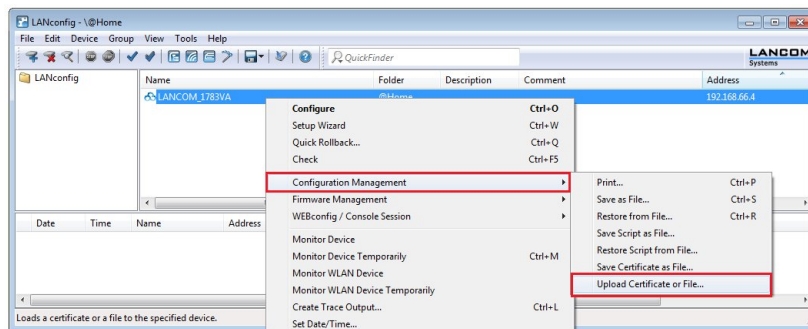 LANconfig - \@Home
File Edit Device Group View Tools Help
QuickFinder
LANCOM
Systems
LANconfig
Name Folder Description Comment Address
LANCOM_1783VA @Home 192.168.66.4
Configure Ctrl+O
Setup Wizard Ctrl+W
Quick Rollback... Ctrl+Q
Check Ctrl+F5
Configuration Management
Firmware Management
WEBconfig / Console Session
Monitor Device
Monitor Device Temporarily Ctrl+M
Monitor WLAN Device
Monitor WLAN Device Temporarily
Create Trace Output... Ctrl+L
Set Date/Time...
Print... Ctrl+P
Save as File... Ctrl+S
Restore from File... Ctrl+R
Save Script as File...
Restore Script from File...
Save Certificate as File...
Upload Certificate or File...
Date Time Name Address
Loads a certificate or a file to the specified device.